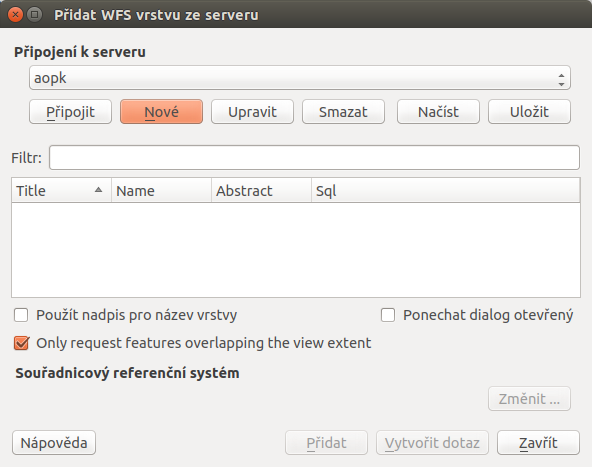 Přidat WFS vrstvu ze serveru
Připojení k serveru
aopk
Připojit Nové Upravit Smazat Načíst Uložit
Filtr:
Title Name Abstract Sql
Použít nadpis pro název vrstvy Ponechat dialog otevřený
Only request features overlapping the view extent
Souřadnicový referenční systém
Změnit ...
Nápověda Přidat Vytvořit dotaz Zavřít